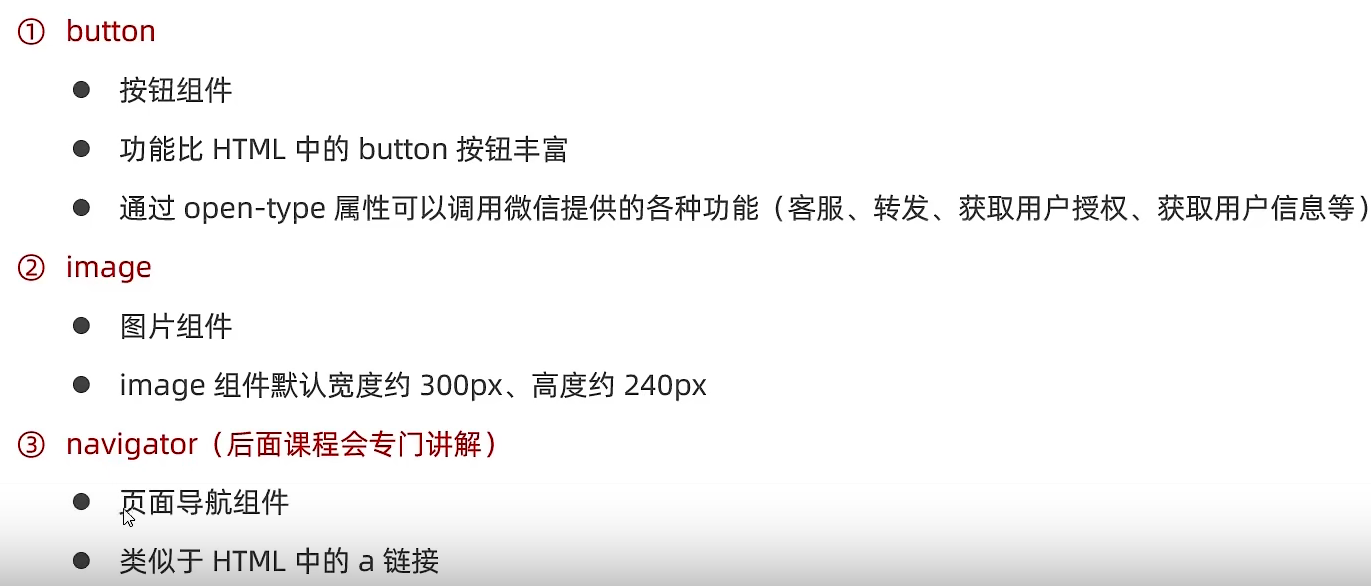 ① button
● 按钮组件
● 功能比 HTML 中的 button 按钮丰富
● 通过 open-type 属性可以调用微信提供的各种功能（客服、转发、获取用户授权、获取用户信息等）
② image
● 图片组件
● image 组件默认宽度约 300px、高度约 240px
③ navigator（后面课程会专门讲解）
● 页面导航组件
● 类似于 HTML 中的 a 链接